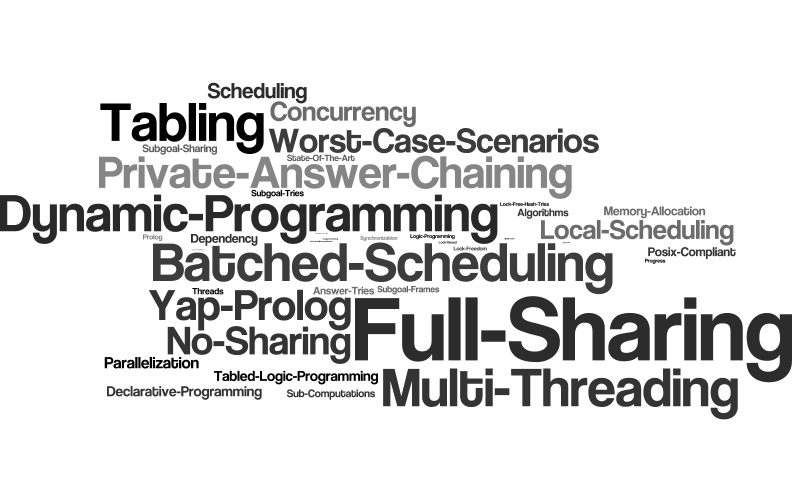 Scheduling
Tabling
Concurrency
Worst-Case-Scenarios
Subgoal-Sharing
State-Of-The-Art
Private-Answer-Chaining
Subgoal-Tries
Dynamic-Programming
Lock-Free-Hash-Tries
Algorithms
Memory-Allocation
Local-Scheduling
Prolog
Dependency
Synchronization
Logic-Programming
Lock-Based
Lock-Freedom
Batched-Scheduling
Posix-Compliant
Progress
Threads
Answer-Tries
Subgoal-Frames
Yap-Prolog
Full-Sharing
No-Sharing
Parallelization
Tabled-Logic-Programming
Multi-Threading
Declarative-Programming
Sub-Computations